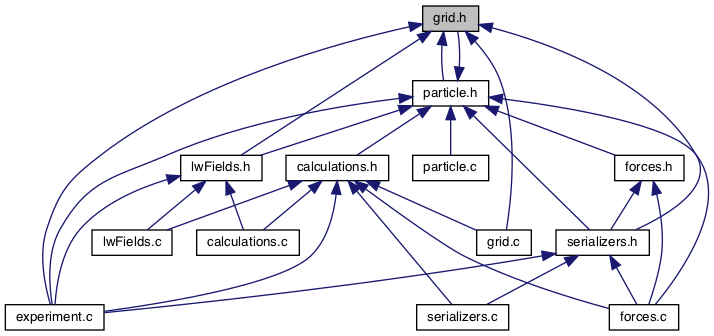 grid.h
particle.h
lwFields.h
calculations.h
particle.c
forces.h
lwFields.c
calculations.c
grid.c
serializers.h
experiment.c
serializers.c
forces.c